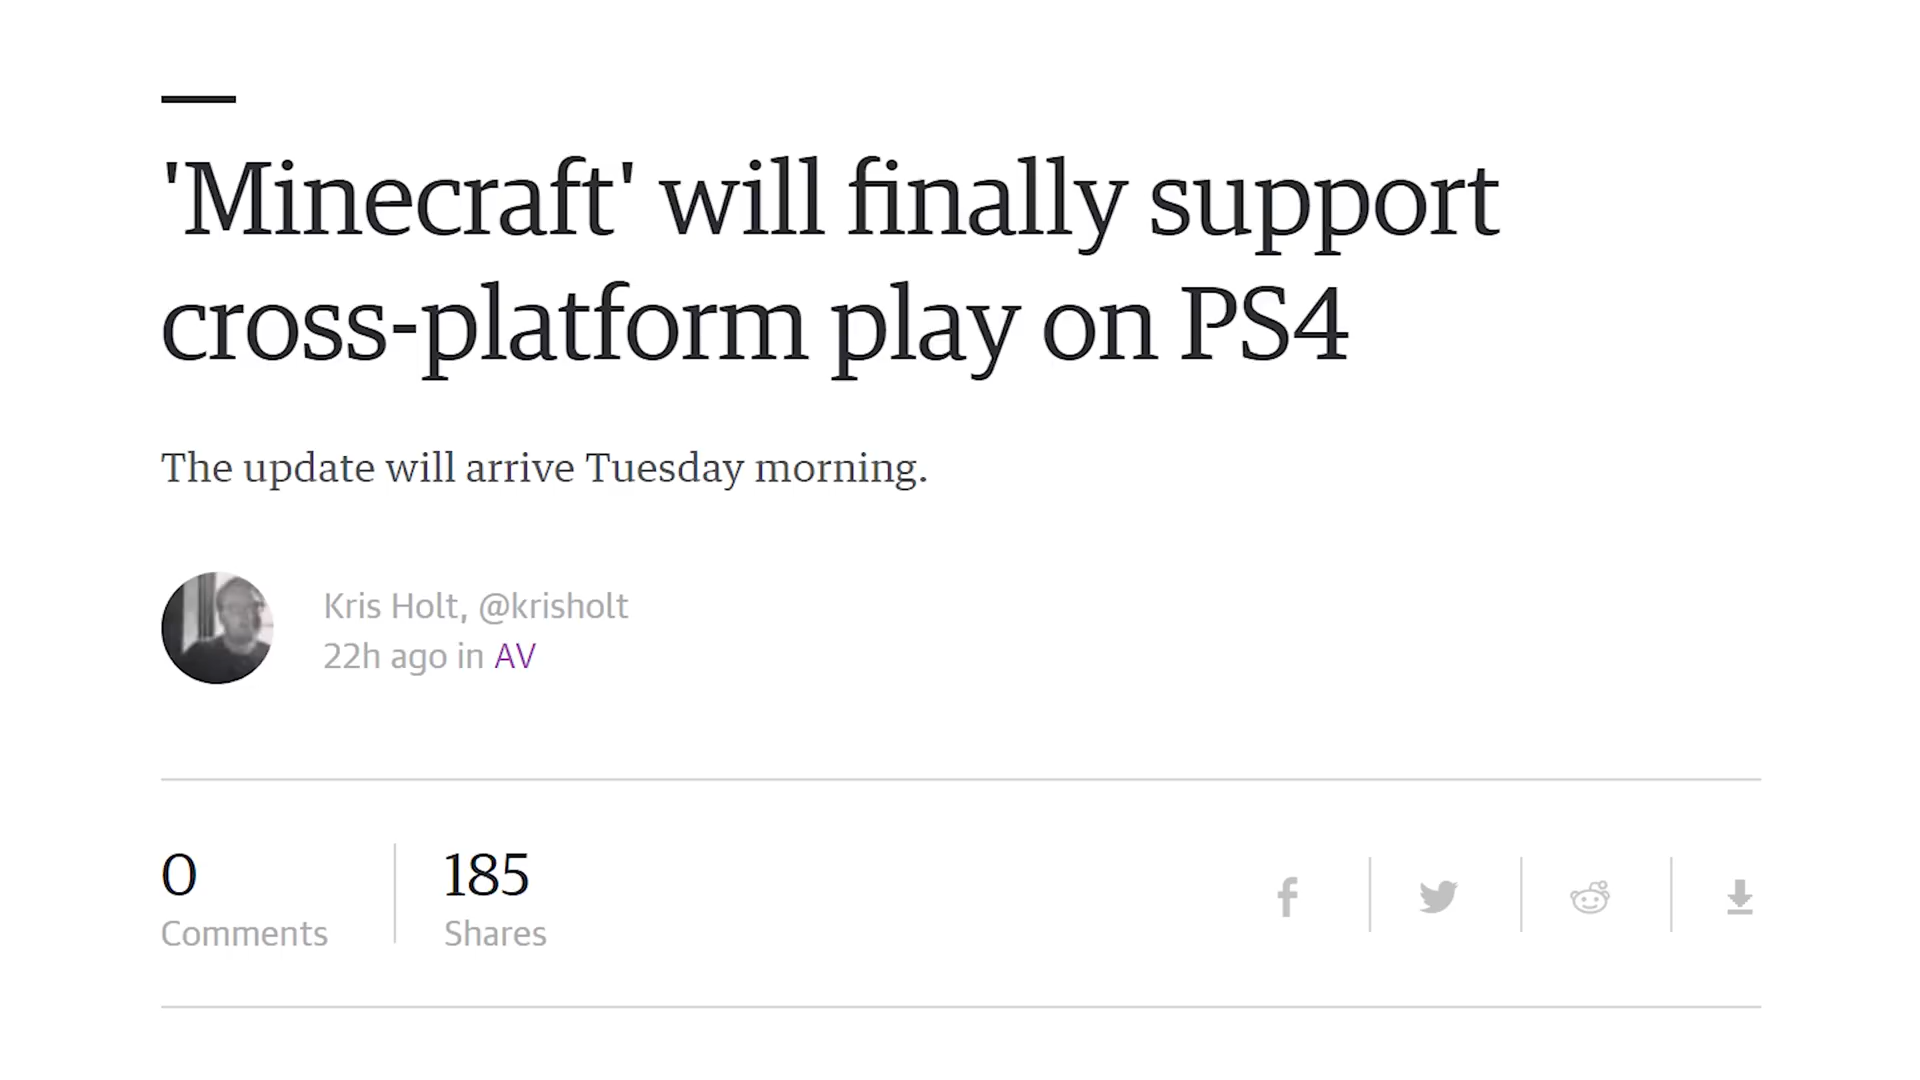 'Minecraft' will finally support
cross-platform play on PS4
The update will arrive Tuesday morning.
Kris Holt, @krisholt
22h ago in AV
0
Comments
185
Shares